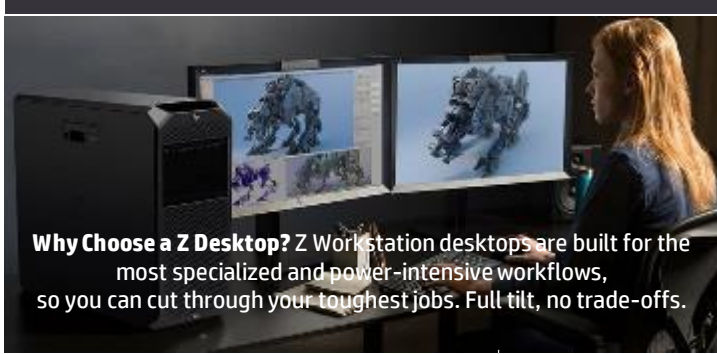 Why Choose a Z Desktop? Z Workstation desktops are built for the
most specialized and power-intensive workflows,
so you can cut through your toughest jobs. Full tilt, no trade-offs.